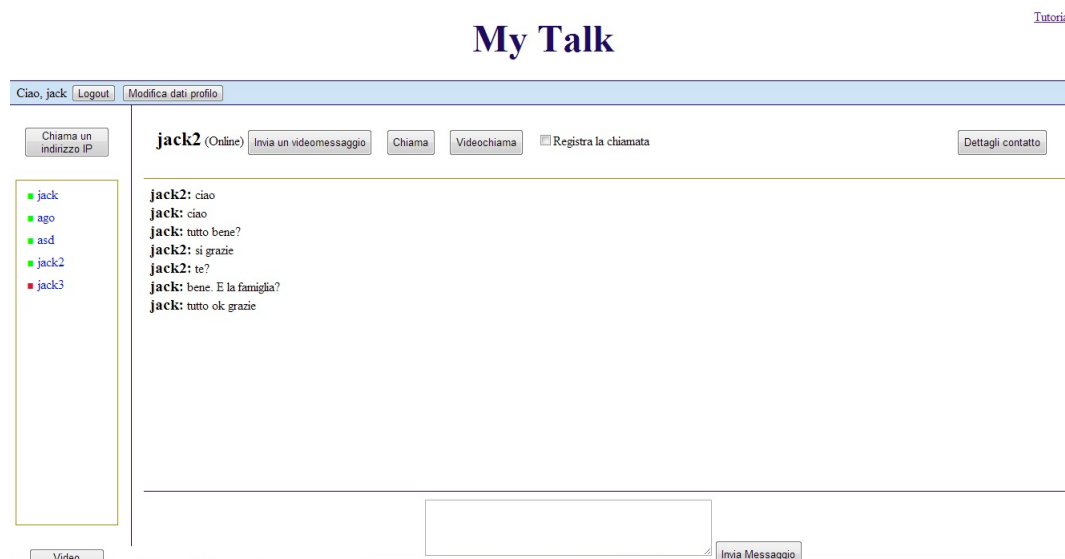 Tutoria
My Talk
Ciao, jack Logout Modifica dati profilo
Chiama un
indirizzo IP
jack2 (Online) Invia un videomessaggio Chiama Videochiama Registra la chiamata Dettagli contatto
jack
ago
asd
jack2
jack3
jack2: ciao
jack: ciao
jack: tutto bene?
jack2: si grazie
jack2: te?
jack: bene. E la famiglia?
jack: tutto ok grazie
Video
Invia Messaggio